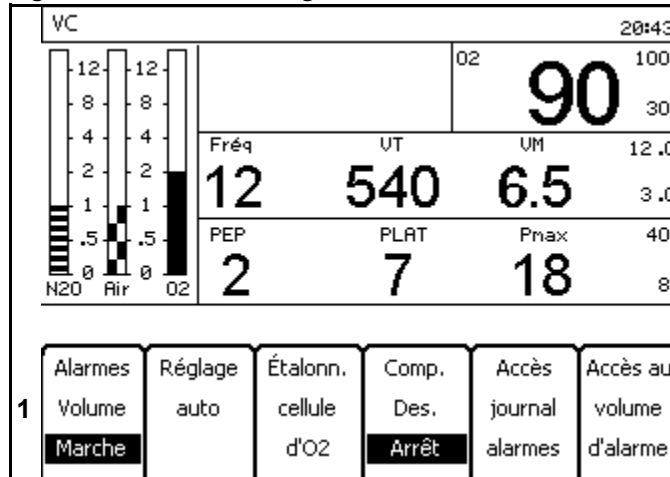 VC 20:43
12 12
8 8
4 4
2 2
1 1
.5 .5
0 0
N2O Air O2
O2 90 100
30
Fréq VT VM 12.0
12 540 6.5 3.0
PEP PLAT Pmax 40
2 7 18 8
Alarmes Réglage Étalonn. Comp. Accès Accès au
1 Volume auto cellule Des. journal volume
Marche d'O2 Arrêt alarmes d'alarme